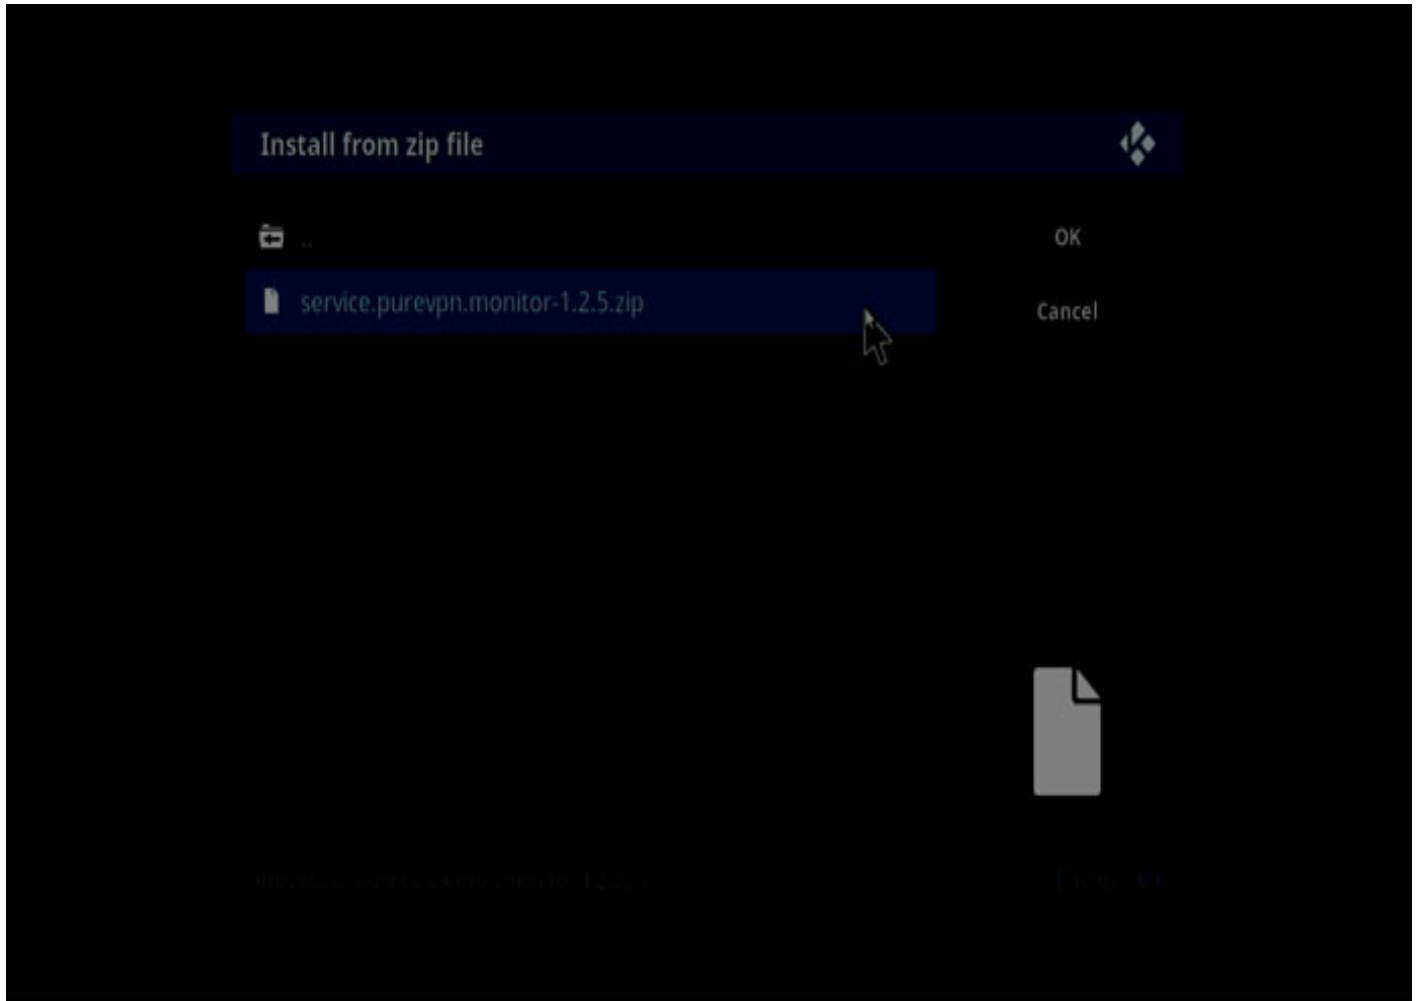 Install from zip file
..
OK
service.purevpn.monitor-1.2.5.zip
Cancel